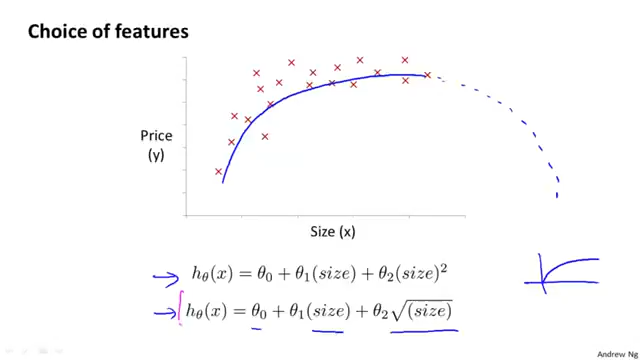 Choice of features
Price
(y)
Size (x)
hθ(x) = θ0 + θ1(size) + θ2(size)²
hθ(x) = θ0 + θ1(size) + θ2√(size)
Andrew Ng